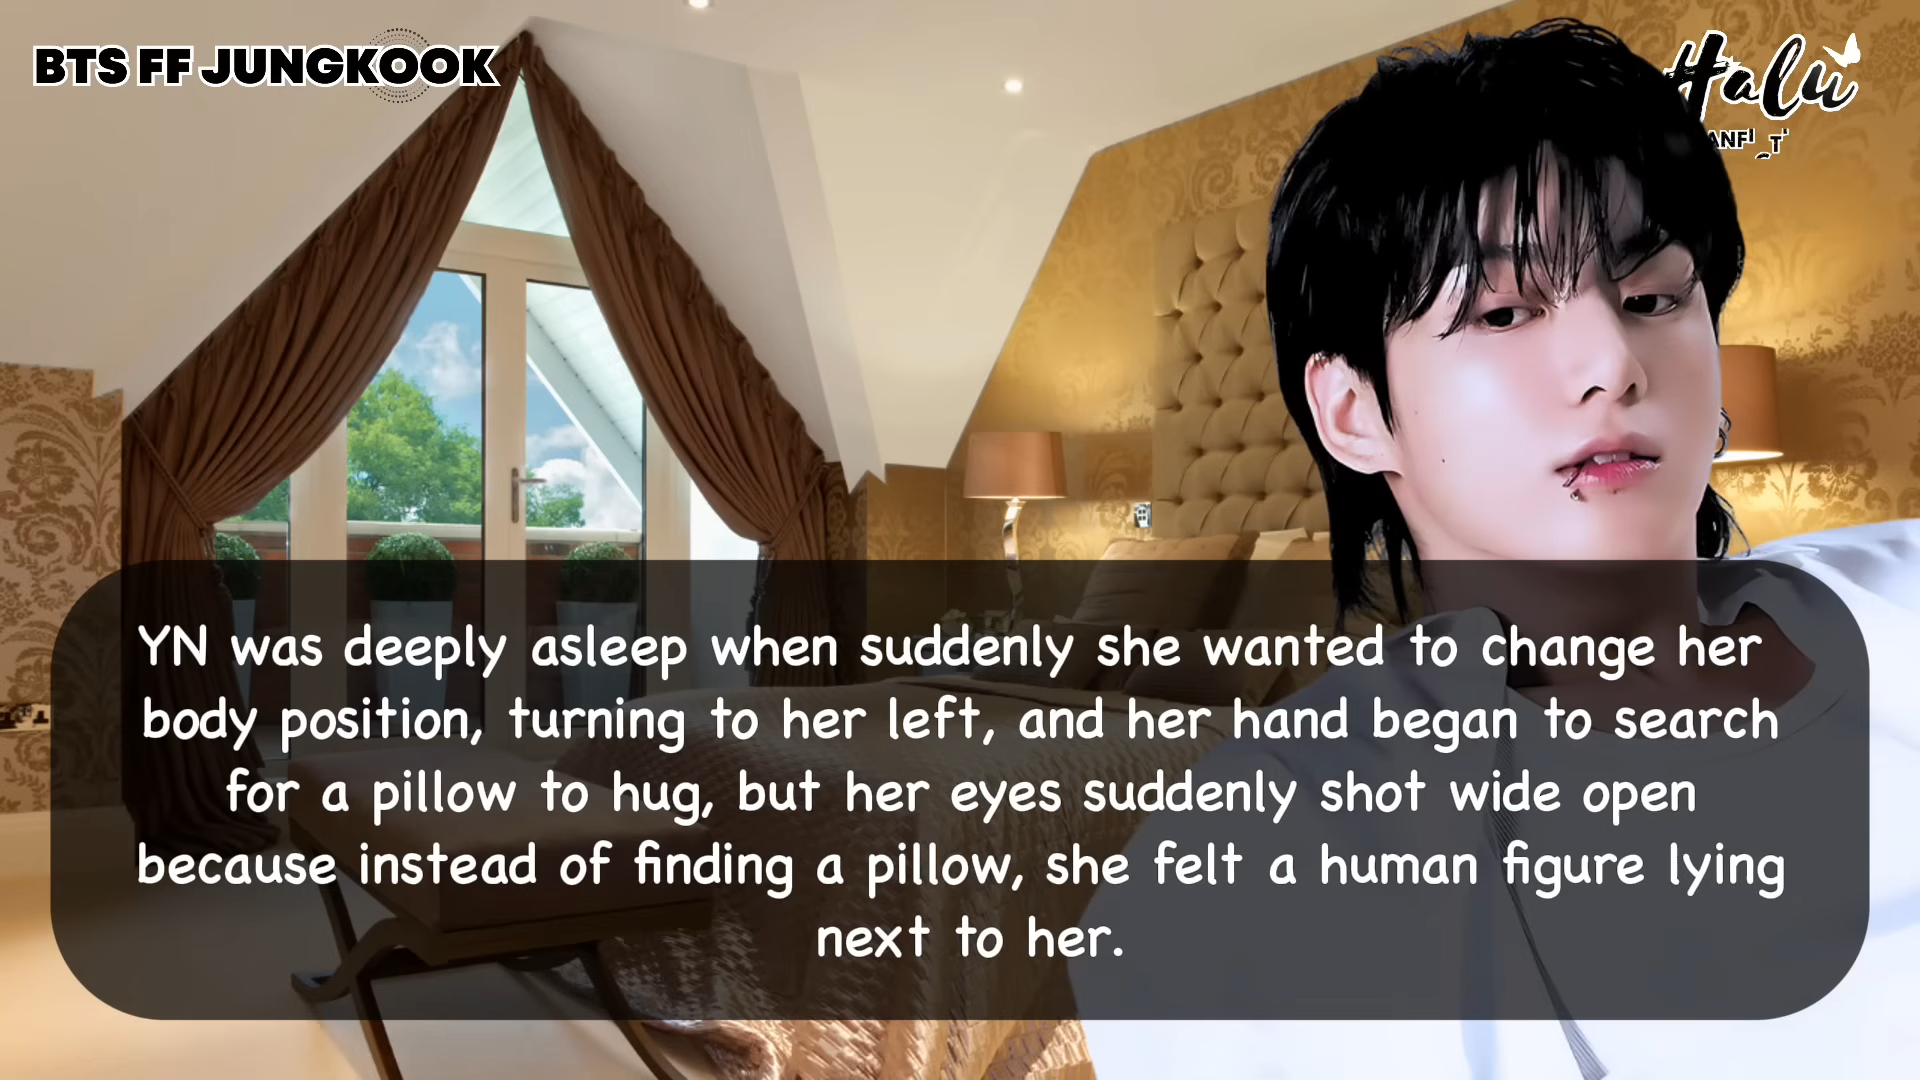 BTS FF JUNGKOOK
Halu
YN was deeply asleep when suddenly she wanted to change her
body position, turning to her left, and her hand began to search
for a pillow to hug, but her eyes suddenly shot wide open
because instead of finding a pillow, she felt a human figure lying
next to her.